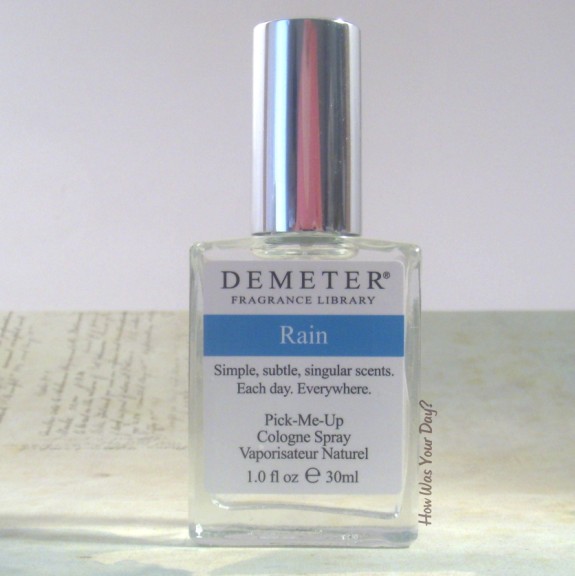 DEMETER®
FRAGRANCE LIBRARY
Rain
Simple, subtle, singular scents.
Each day. Everywhere.
Pick-Me-Up
Cologne Spray
Vaporisateur Naturel
1.0 fl oz ℮ 30ml
How Was Your Day?